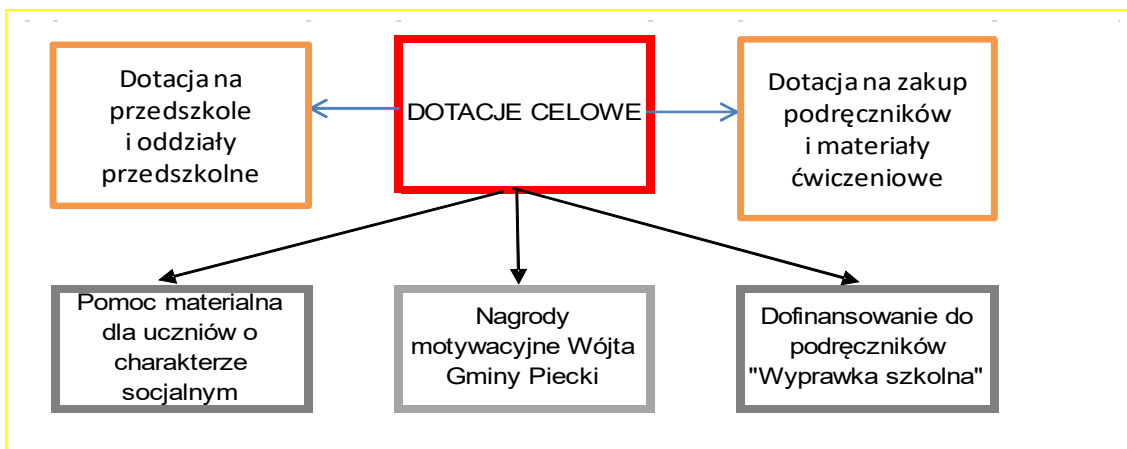 Dotacja na
przedszkole
i oddziały
przedszkolne
DOTACJE CELOWE
Dotacja na zakup
podręczników
i materiały
ćwiczeniowe
Pomoc materialna
dla uczniów o
charakterze
socjalnym
Nagrody
motywacyjne Wójta
Gminy Piecki
Dofinansowanie do
podręczników
"Wyprawka szkolna"